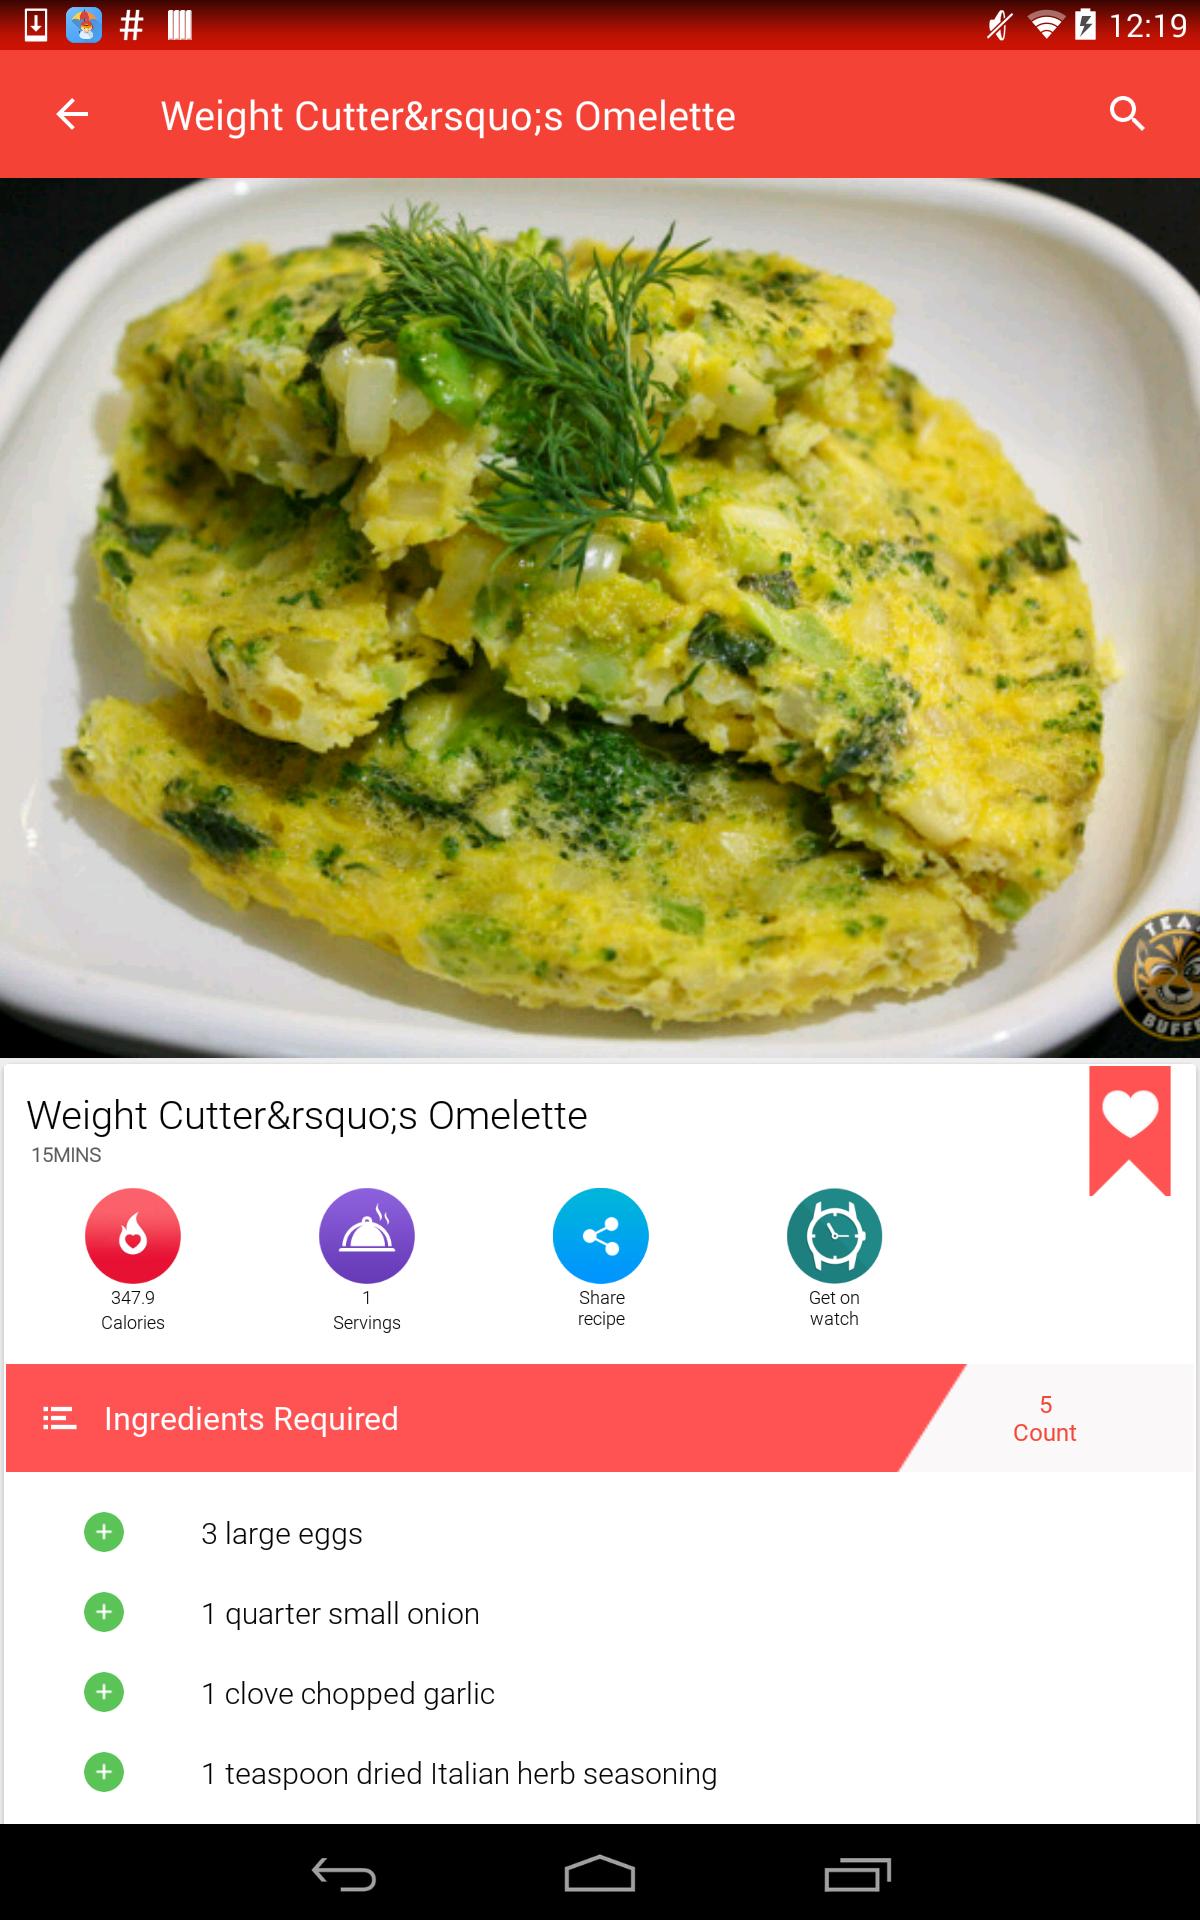 12:19
Weight Cutter&rsquo;s Omelette
TEA
BUFF
Weight Cutter&rsquo;s Omelette
15MINS
347.9
Calories
1
Servings
Share
recipe
Get on
watch
Ingredients Required
5
Count
3 large eggs
1 quarter small onion
1 clove chopped garlic
1 teaspoon dried Italian herb seasoning